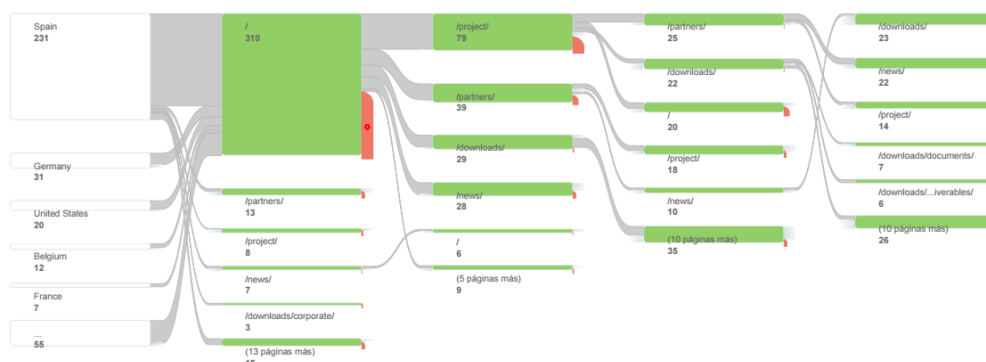 Spain
231
Germany
31
United States
20
Belgium
12
France
7
...
55
/
310
/partners/
13
/project/
8
/news/
7
/downloads/corporate/
3
(13 páginas más)
15
/project/
79
/partners/
39
/downloads/
29
/news/
28
/
6
(5 páginas más)
9
/partners/
25
/downloads/
22
/
20
/project/
18
/news/
10
(10 páginas más)
35
/downloads/
23
/news/
22
/project/
14
/downloads/documents/
7
/downloads/...iverables/
6
(10 páginas más)
26